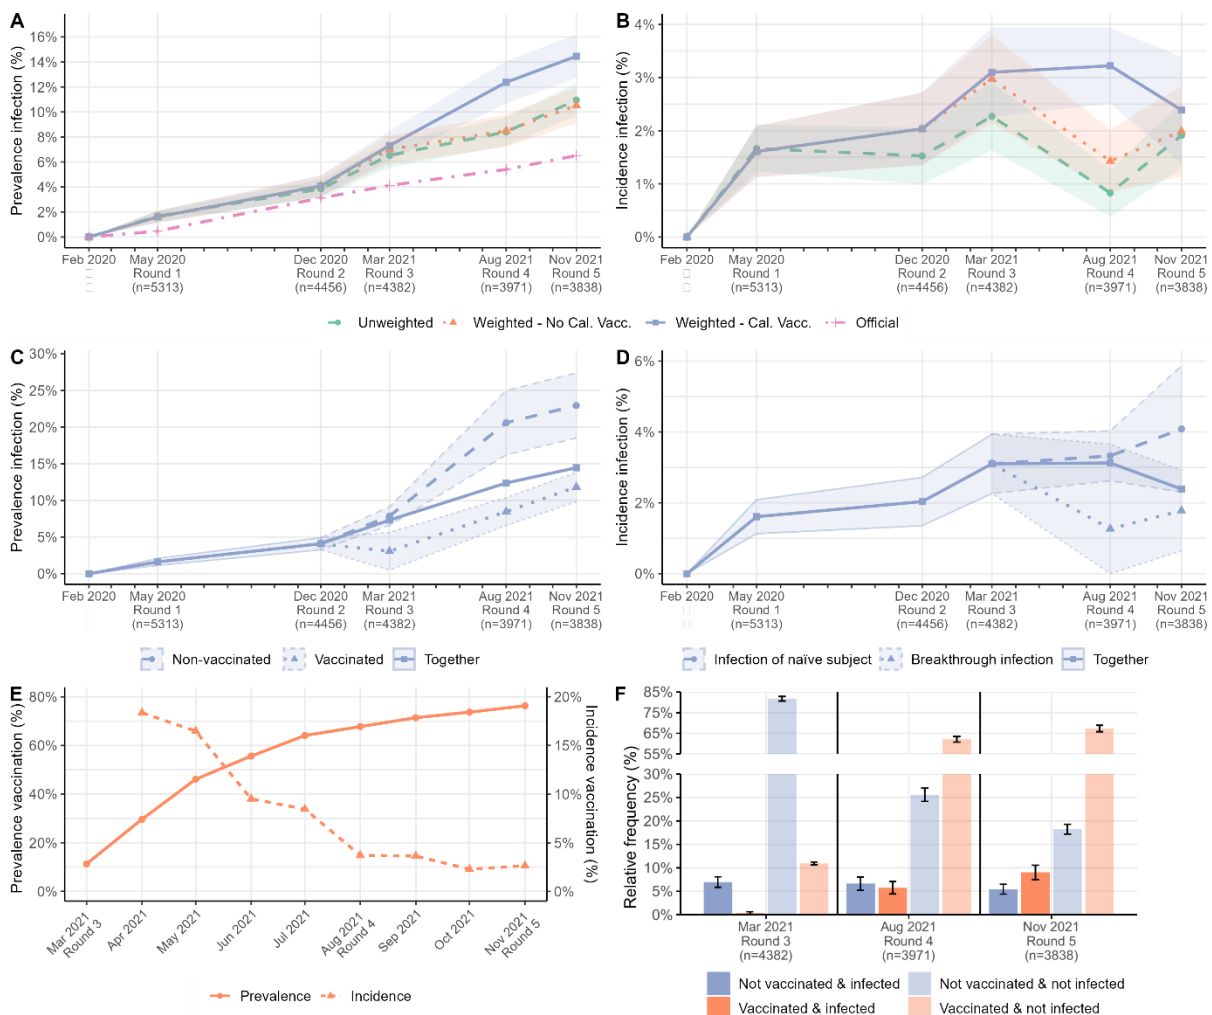 A
Prevalence infection (%)
16%
14%
12%
10%
8%
6%
4%
2%
0%
Feb 2020 May 2020 Dec 2020 Mar 2021 Aug 2021 Nov 2021
Round 1 Round 2 Round 3 Round 4 Round 5
(n=5313) (n=4456) (n=4382) (n=3971) (n=3838)
B
Incidence infection (%)
4%
3%
2%
1%
0%
Feb 2020 May 2020 Dec 2020 Mar 2021 Aug 2021 Nov 2021
Round 1 Round 2 Round 3 Round 4 Round 5
(n=5313) (n=4456) (n=4382) (n=3971) (n=3838)
Unweighted Weighted - No Cal. Vacc. Weighted - Cal. Vacc. Official
C
Prevalence infection (%)
30%
25%
20%
15%
10%
5%
0%
Feb 2020 May 2020 Dec 2020 Mar 2021 Aug 2021 Nov 2021
Round 1 Round 2 Round 3 Round 4 Round 5
(n=5313) (n=4456) (n=4382) (n=3971) (n=3838)
Non-vaccinated Vaccinated Together
D
Incidence infection (%)
6%
4%
2%
0%
Feb 2020 May 2020 Dec 2020 Mar 2021 Aug 2021 Nov 2021
Round 1 Round 2 Round 3 Round 4 Round 5
(n=5313) (n=4456) (n=4382) (n=3971) (n=3838)
Infection of naïve subject Breakthrough infection Together
E
Prevalence vaccination (%)
80%
60%
40%
20%
0%
Incidence vaccination (%)
20%
15%
10%
5%
0%
Mar 2021
Round 3
Apr 2021
May 2021
Jun 2021
Jul 2021
Aug 2021
Round 4
Sep 2021
Oct 2021
Nov 2021
Round 5
Prevalence Incidence
F
Relative frequency (%)
85%
75%
65%
55%
30%
25%
20%
15%
10%
5%
0%
Mar 2021 Aug 2021 Nov 2021
Round 3 Round 4 Round 5
(n=4382) (n=3971) (n=3838)
Not vaccinated & infected Not vaccinated & not infected
Vaccinated & infected Vaccinated & not infected